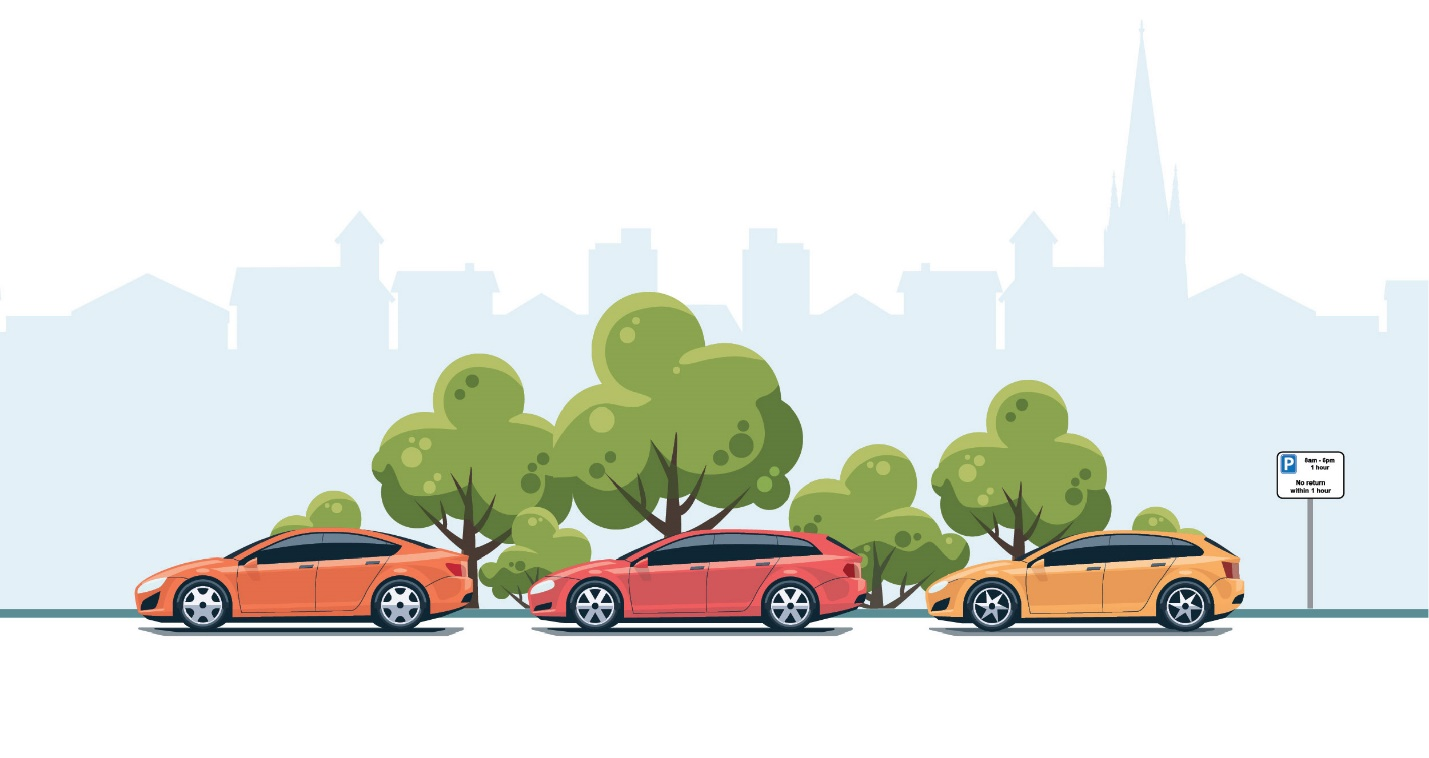 P
8am - 6pm
1 hour
No return
within 1 hour